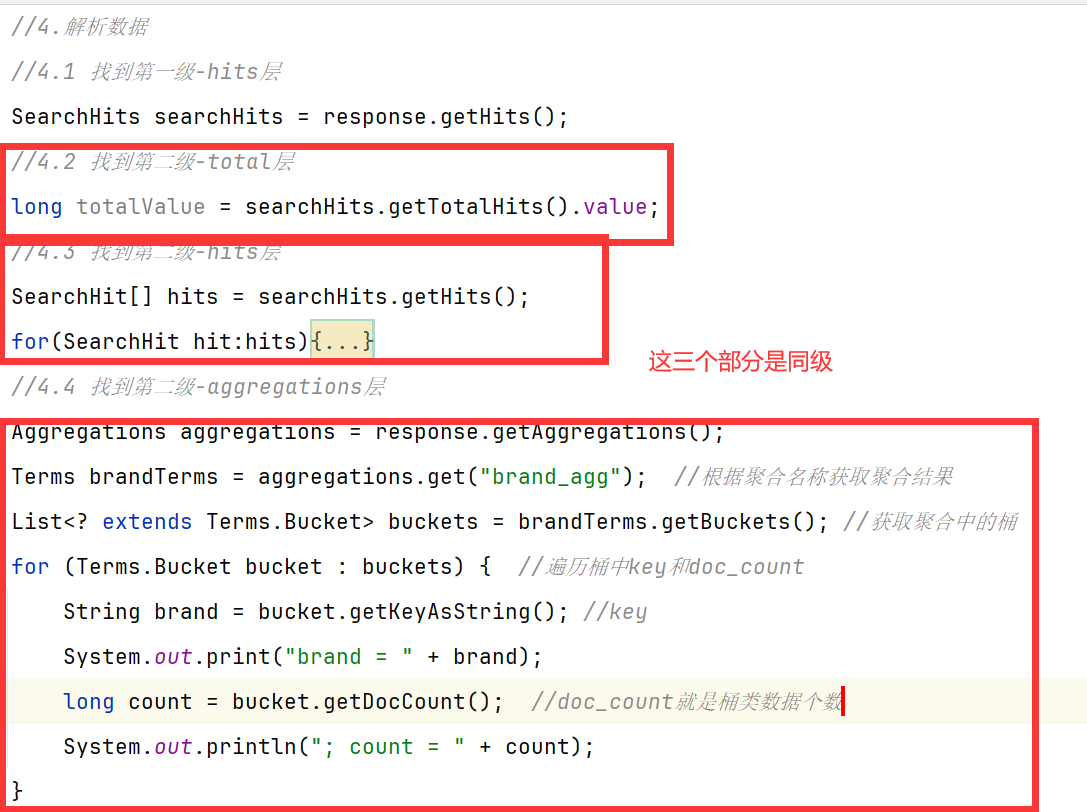 //4.解析数据
//4.1 找到第一级-hits层
SearchHits searchHits = response.getHits();
//4.2 找到第二级-total层
long totalValue = searchHits.getTotalHits().value;
//4.3 找到第二级-hits层
SearchHit[] hits = searchHits.getHits();
for(SearchHit hit:hits){...}
这三个部分是同级
//4.4 找到第二级-aggregations层
Aggregations aggregations = response.getAggregations();
Terms brandTerms = aggregations.get("brand_agg");  //根据聚合名称获取聚合结果
List<? extends Terms.Bucket> buckets = brandTerms.getBuckets(); //获取聚合中的桶
for (Terms.Bucket bucket : buckets) {  //遍历桶中key和doc_count
    String brand = bucket.getKeyAsString(); //key
    System.out.print("brand = " + brand);
    long count = bucket.getDocCount();  //doc_count就是桶类数据个数
    System.out.println("; count = " + count);
}